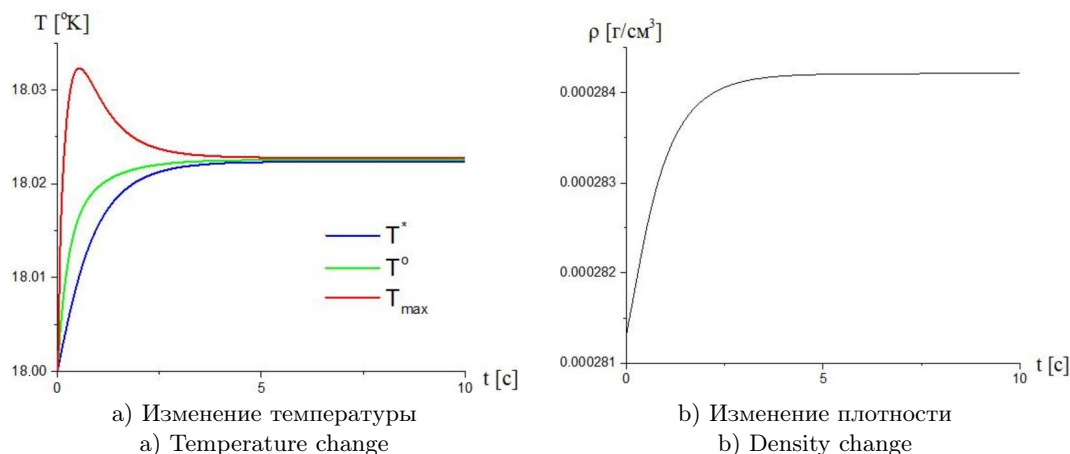 T [°K]
18.03
18.02
18.01
18.00
0
5
10
t [c]
T*
T°
Tmax
a) Изменение температуры
a) Temperature change
ρ [г/см³]
0.000284
0.000283
0.000282
0.000281
0
5
10
t [c]
b) Изменение плотности
b) Density change